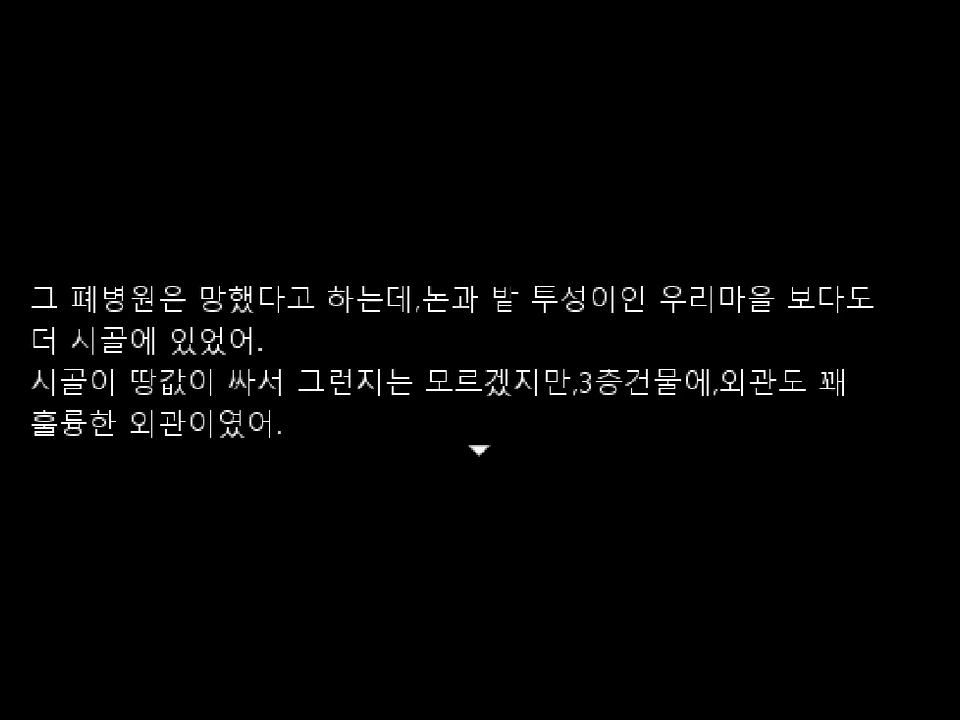 그 폐병원은 망했다고 하는데,논과 밭 투성이인 우리마을 보다도
더 시골에 있었어.
시골이 땅값이 싸서 그런지는 모르겠지만,3층건물에,외관도 꽤
훌륭한 외관이였어.